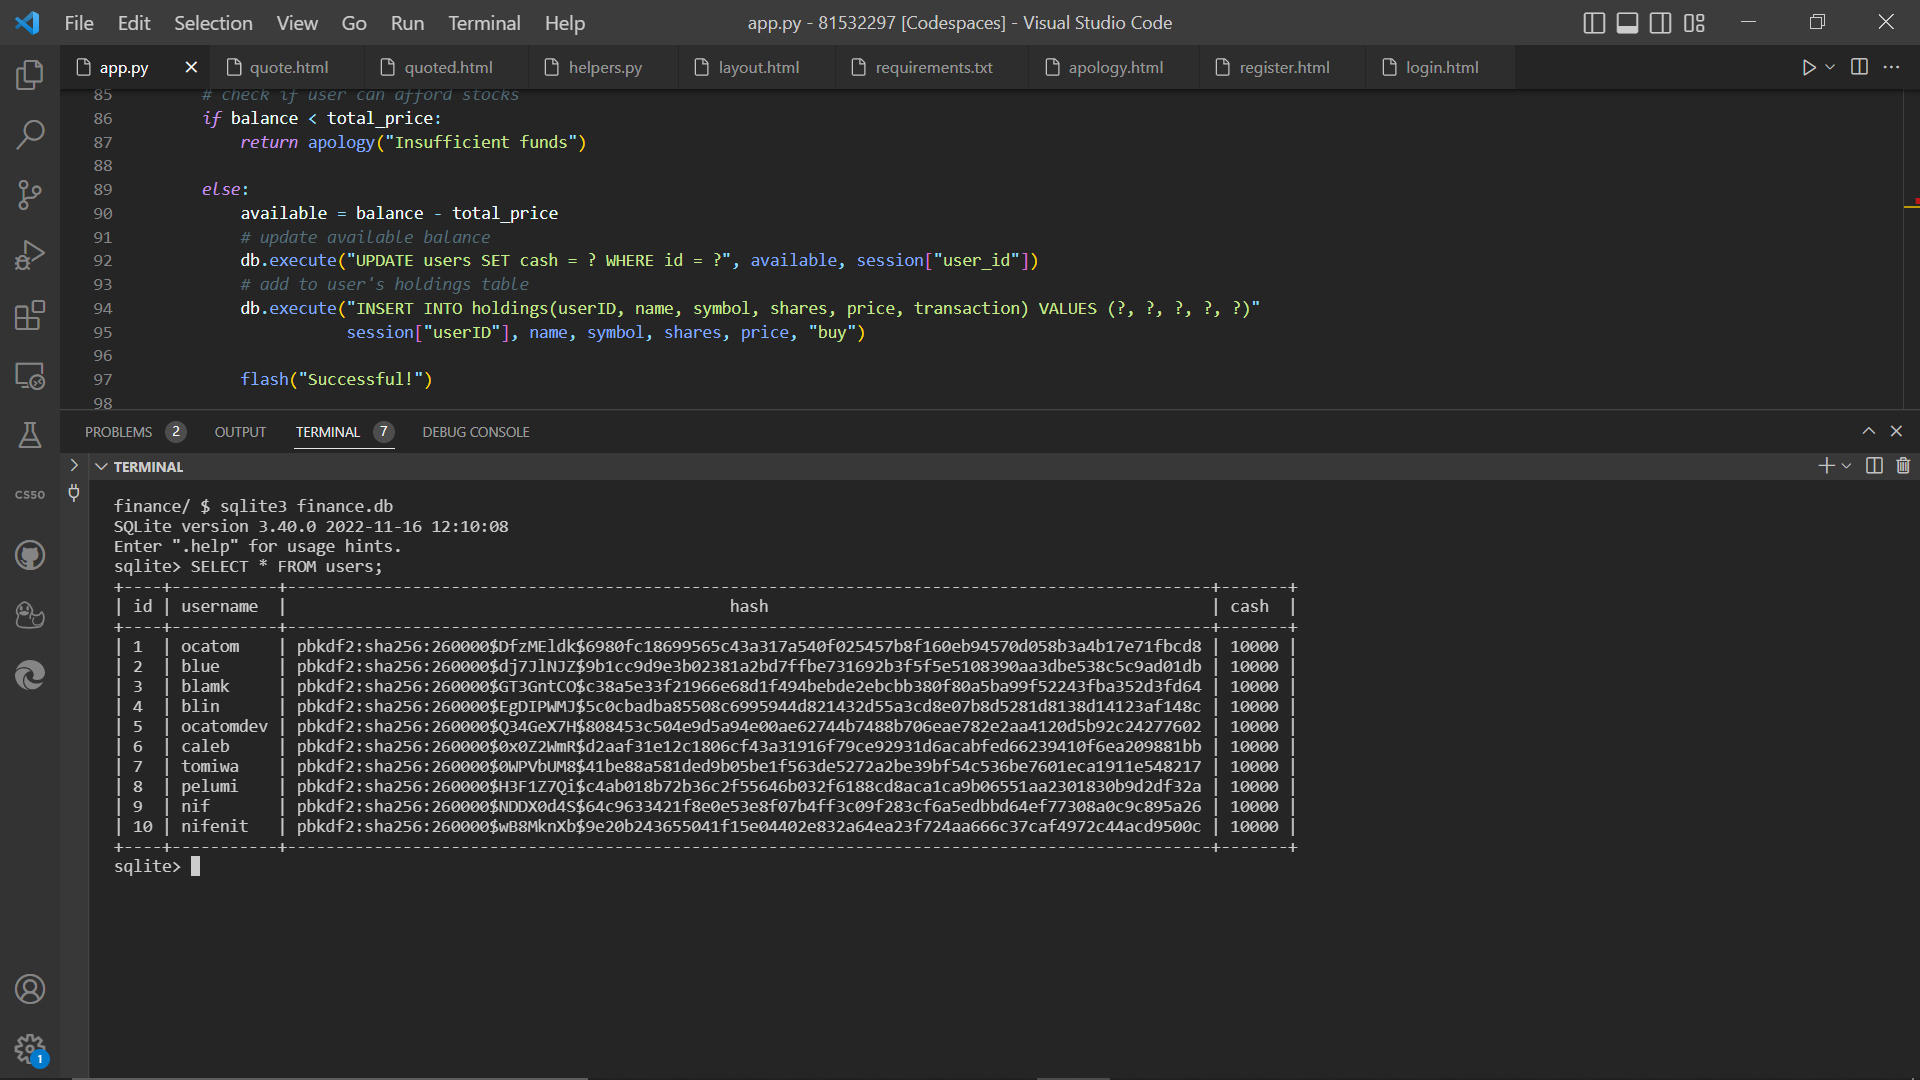 File Edit Selection View Go Run Terminal Help
app.py - 81532297 [Codespaces] - Visual Studio Code
app.py quote.html quoted.html helpers.py layout.html requirements.txt apology.html register.html login.html
85 # check if user can afford stocks
86 if balance < total_price:
87 return apology("Insufficient funds")
88
89 else:
90 available = balance - total_price
91 # update available balance
92 db.execute("UPDATE users SET cash = ? WHERE id = ?", available, session["user_id"])
93 # add to user's holdings table
94 db.execute("INSERT INTO holdings(userID, name, symbol, shares, price, transaction) VALUES (?, ?, ?, ?, ?)"
95 session["userID"], name, symbol, shares, price, "buy")
96
97 flash("Successful!")
98
PROBLEMS 2 OUTPUT TERMINAL 7 DEBUG CONSOLE
TERMINAL
CS50
finance/ $ sqlite3 finance.db
SQLite version 3.40.0 2022-11-16 12:10:08
Enter ".help" for usage hints.
sqlite> SELECT * FROM users;
+----+-----------+------------------------------------------------------------------------------------------------+-------+
| id | username | hash | cash |
+----+-----------+------------------------------------------------------------------------------------------------+-------+
| 1 | ocatom | pbkdf2:sha256:260000$DfzMEldk$6980fc18699565c43a317a540f025457b8f160eb94570d058b3a4b17e71fbcd8 | 10000 |
| 2 | blue | pbkdf2:sha256:260000$dj7JlNJZ$9b1cc9d9e3b02381a2bd7ffbe731692b3f5f5e5108390aa3dbe538c5c9ad01db | 10000 |
| 3 | blamk | pbkdf2:sha256:260000$GT3GntCO$c38a5e33f21966e68d1f494bebde2ebcbb380f80a5ba99f52243fba352d3fd64 | 10000 |
| 4 | blin | pbkdf2:sha256:260000$EgDIPWMJ$5c0cbadba85508c6995944d821432d55a3cd8e07b8d5281d8138d14123af148c | 10000 |
| 5 | ocatomdev | pbkdf2:sha256:260000$Q34GeX7H$808453c504e9d5a94e00ae62744b7488b706eae782e2aa4120d5b92c24277602 | 10000 |
| 6 | caleb | pbkdf2:sha256:260000$0x0Z2WmR$d2aaf31e12c1806cf43a31916f79ce92931d6acabfed66239410f6ea209881bb | 10000 |
| 7 | tomiwa | pbkdf2:sha256:260000$0WPVbUM8$41be88a581ded9b05be1f563de5272a2be39bf54c536be7601eca1911e548217 | 10000 |
| 8 | pelumi | pbkdf2:sha256:260000$H3F1Z7Qi$c4ab018b72b36c2f55646b032f6188cd8aca1ca9b06551aa2301830b9d2df32a | 10000 |
| 9 | nif | pbkdf2:sha256:260000$NDDX0d4S$64c9633421f8e0e53e8f07b4ff3c09f283cf6a5edbbd64ef77308a0c9c895a26 | 10000 |
| 10 | nifenit | pbkdf2:sha256:260000$wB8MknXb$9e20b243655041f15e04402e832a64ea23f724aa666c37caf4972c44acd9500c | 10000 |
+----+-----------+------------------------------------------------------------------------------------------------+-------+
sqlite>
1